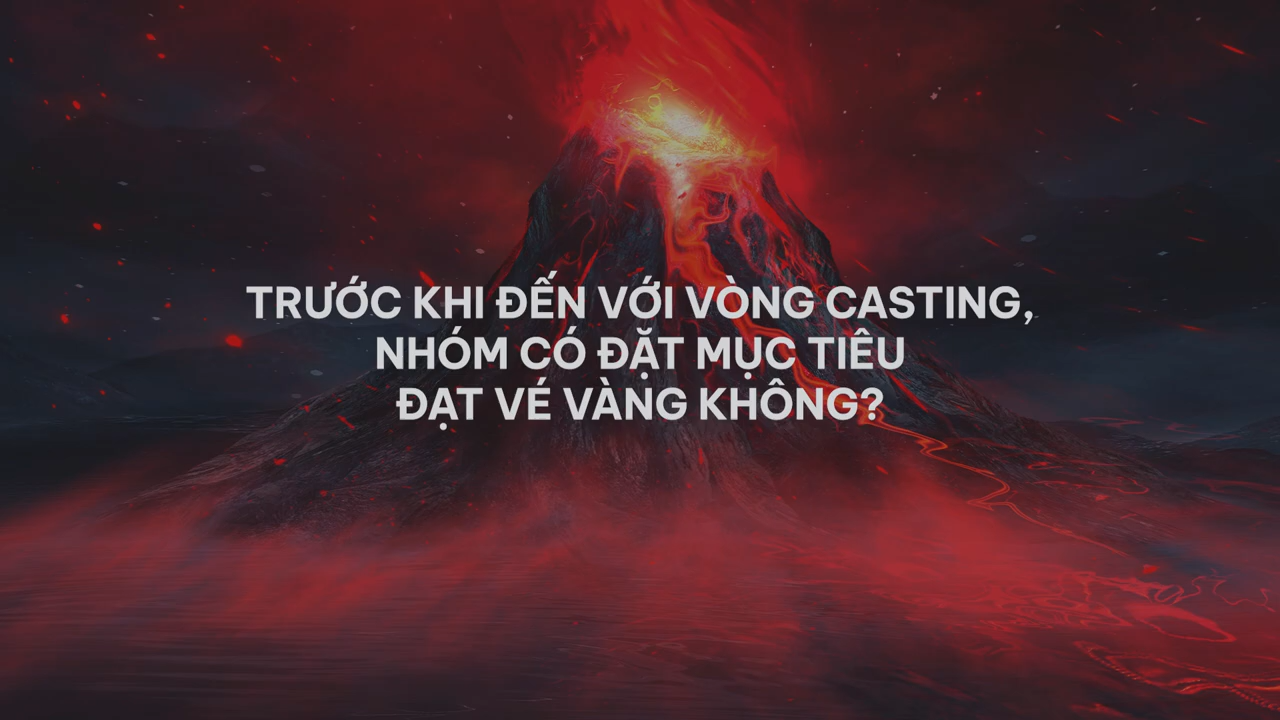 TRƯỚC KHI ĐẾN VỚI VÒNG CASTING,
NHÓM CÓ ĐẶT MỤC TIÊU
ĐẠT VÉ VÀNG KHÔNG?